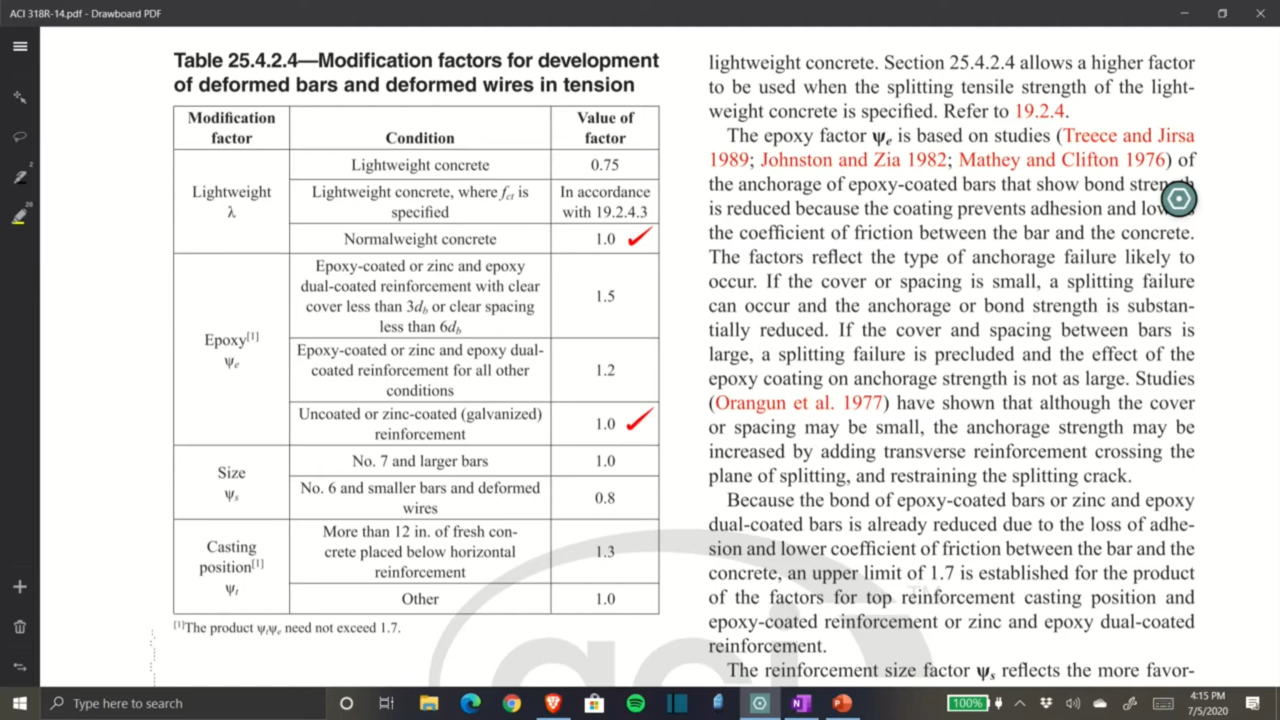 ACI 318R-14.pdf - Drawboard PDF
Table 25.4.2.4—Modification factors for development
of deformed bars and deformed wires in tension
Modification
factor
Condition
Value of
factor
Lightweight
λ
Lightweight concrete
0.75
Lightweight concrete, where fct is
specified
In accordance
with 19.2.4.3
Normalweight concrete
1.0
Epoxy[1]
ψe
Epoxy-coated or zinc and epoxy
dual-coated reinforcement with clear
cover less than 3db or clear spacing
less than 6db
1.5
Epoxy-coated or zinc and epoxy dual-
coated reinforcement for all other
conditions
1.2
Uncoated or zinc-coated (galvanized)
reinforcement
1.0
Size
ψs
No. 7 and larger bars
1.0
No. 6 and smaller bars and deformed
wires
0.8
Casting
position[1]
ψt
More than 12 in. of fresh con-
crete placed below horizontal
reinforcement
1.3
Other
1.0
[1]The product ψtψe need not exceed 1.7.
lightweight concrete. Section 25.4.2.4 allows a higher factor
to be used when the splitting tensile strength of the light-
weight concrete is specified. Refer to 19.2.4.
The epoxy factor ψe is based on studies (Treece and Jirsa
1989; Johnston and Zia 1982; Mathey and Clifton 1976) of
the anchorage of epoxy-coated bars that show bond
is reduced because the coating prevents adhesion and
the coefficient of friction between the bar and the concrete.
The factors reflect the type of anchorage failure likely to
occur. If the cover or spacing is small, a splitting failure
can occur and the anchorage or bond strength is substan-
tially reduced. If the cover and spacing between bars is
large, a splitting failure is precluded and the effect of the
epoxy coating on anchorage strength is not as large. Studies
(Orangun et al. 1977) have shown that although the cover
or spacing may be small, the anchorage strength may be
increased by adding transverse reinforcement crossing the
plane of splitting, and restraining the splitting crack.
Because the bond of epoxy-coated bars or zinc and epoxy
dual-coated bars is already reduced due to the loss of adhe-
sion and lower coefficient of friction between the bar and the
concrete, an upper limit of 1.7 is established for the product
of the factors for top reinforcement casting position and
epoxy-coated reinforcement or zinc and epoxy dual-coated
reinforcement.
The reinforcement size factor ψs reflects the more favor-
aci
2
28
Type here to search
100%
4:15 PM
7/5/2020